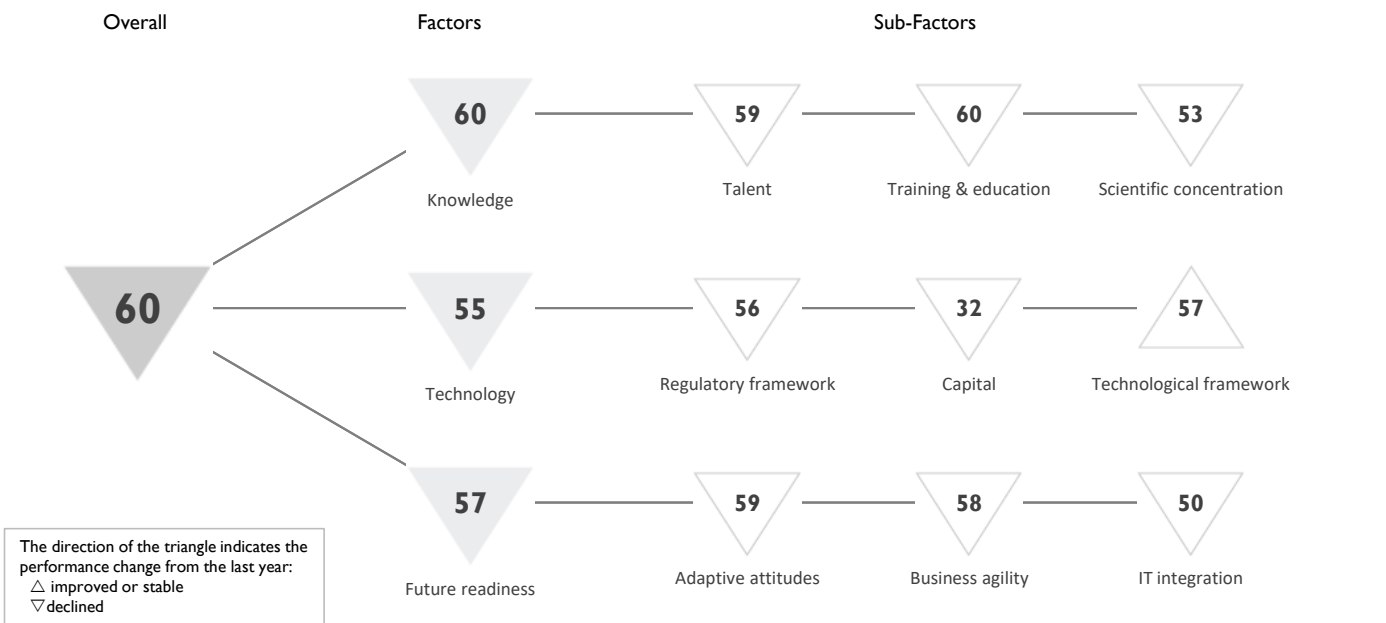 Overall
Factors
Sub-Factors
60
59
60
53
Knowledge
Talent
Training & education
Scientific concentration
60
55
56
32
57
Technology
Regulatory framework
Capital
Technological framework
57
59
58
50
Future readiness
Adaptive attitudes
Business agility
IT integration
The direction of the triangle indicates the
performance change from the last year:
△ improved or stable
▽ declined